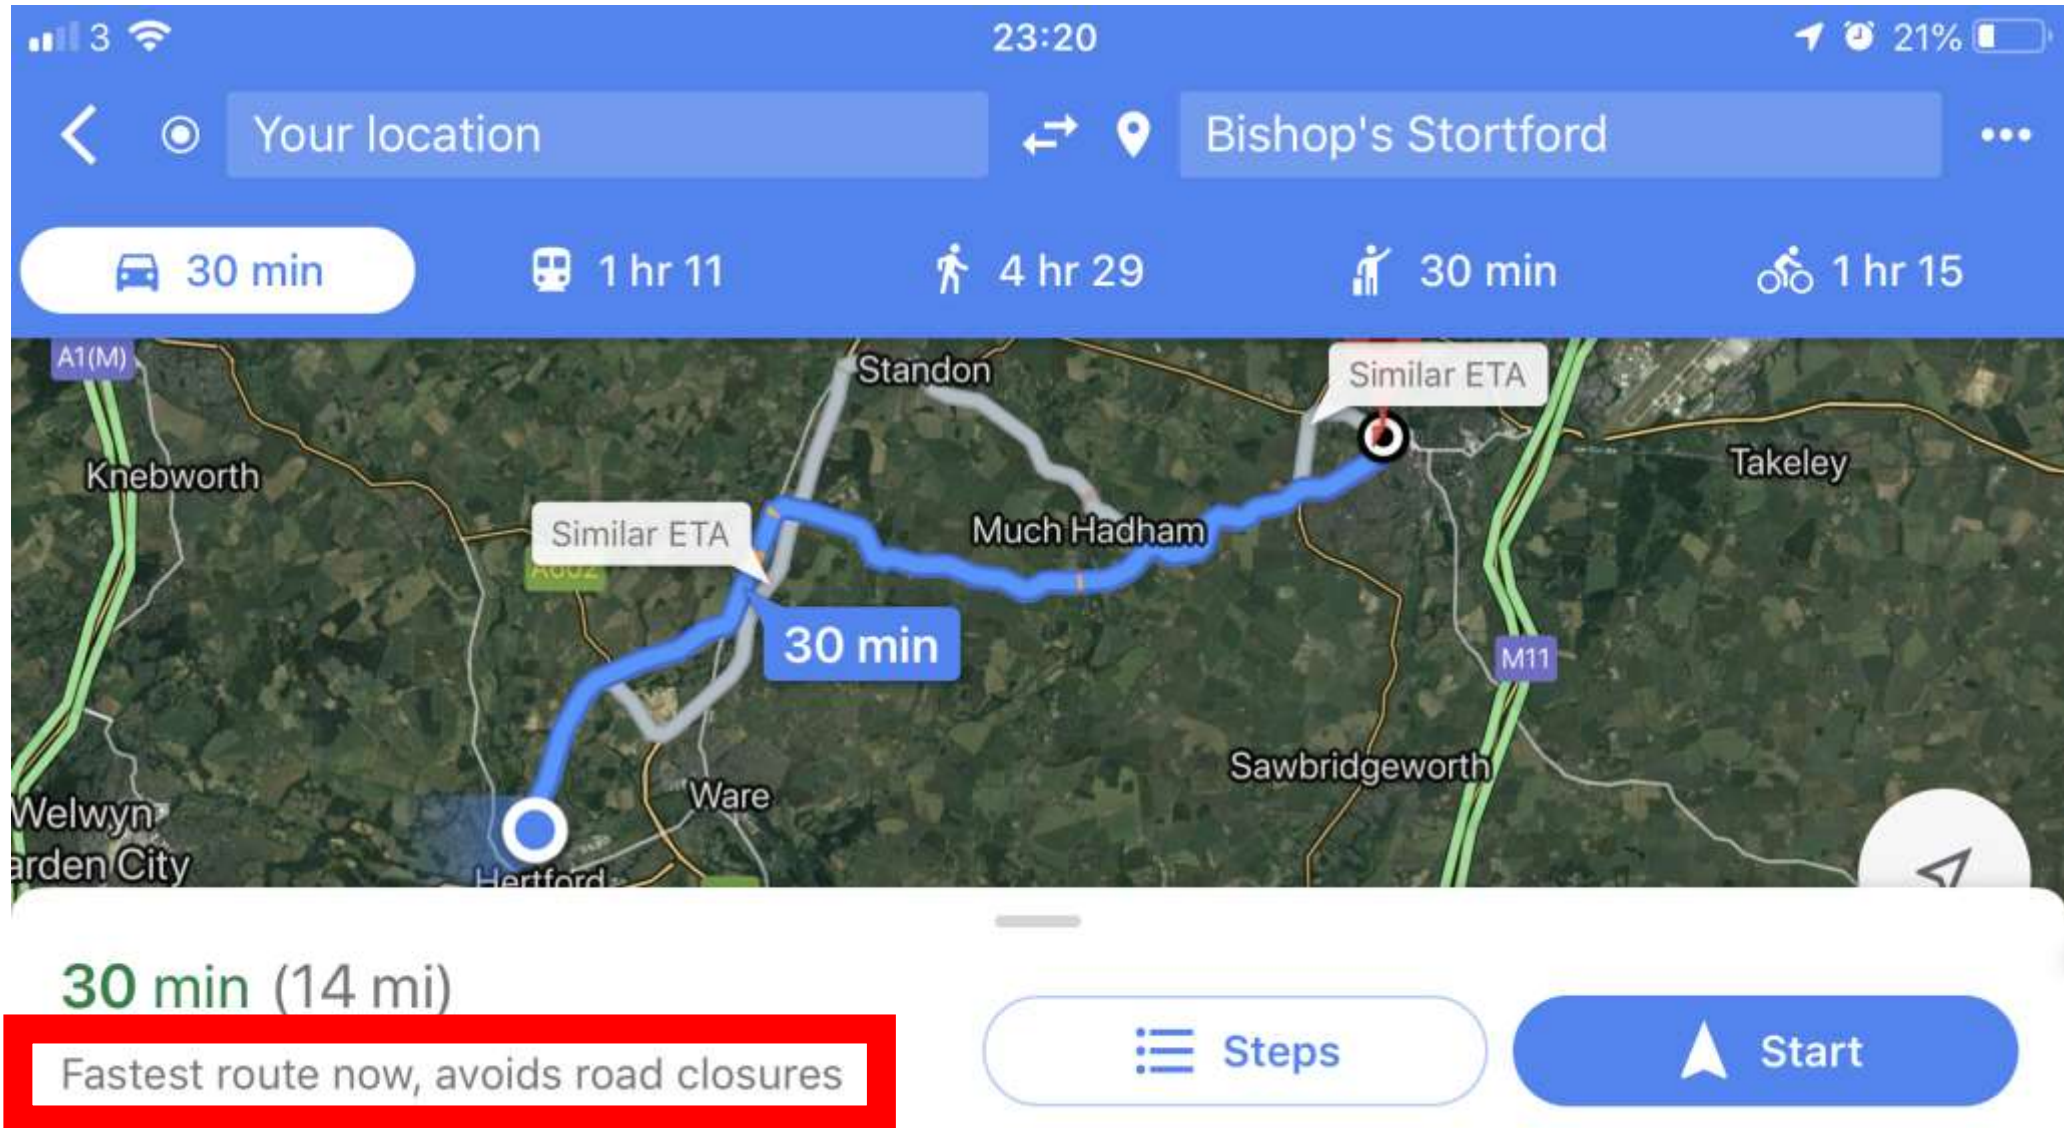 3
23:20
21%
Your location
Bishop's Stortford
30 min
1 hr 11
4 hr 29
30 min
1 hr 15
A1(M)
Standon
Similar ETA
Knebworth
Takeley
Similar ETA
Much Hadham
A602
30 min
M11
Sawbridgeworth
Ware
Welwyn
arden City
Hertford
30 min (14 mi)
Fastest route now, avoids road closures
Steps
Start